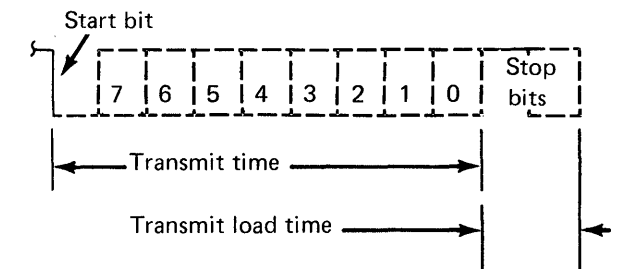 Start bit
7 6 5 4 3 2 1 0
Stop
bits
Transmit time
Transmit load time